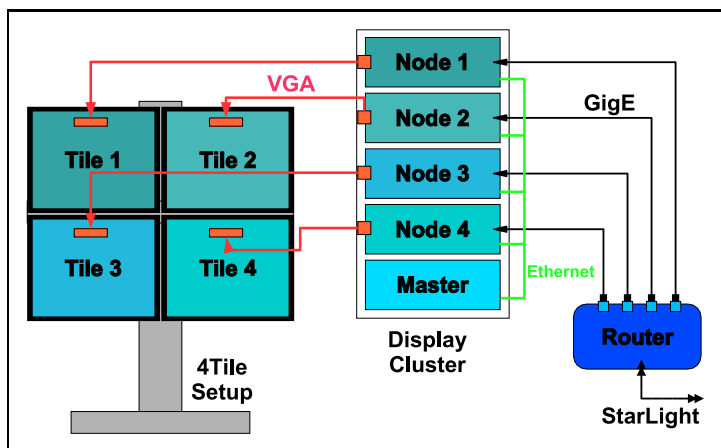 Node 1
VGA
Node 2
GigE
Tile 1
Tile 2
Node 3
Node 4
Tile 3
Tile 4
Ethernet
Master
Display
Cluster
Router
4Tile
Setup
StarLight